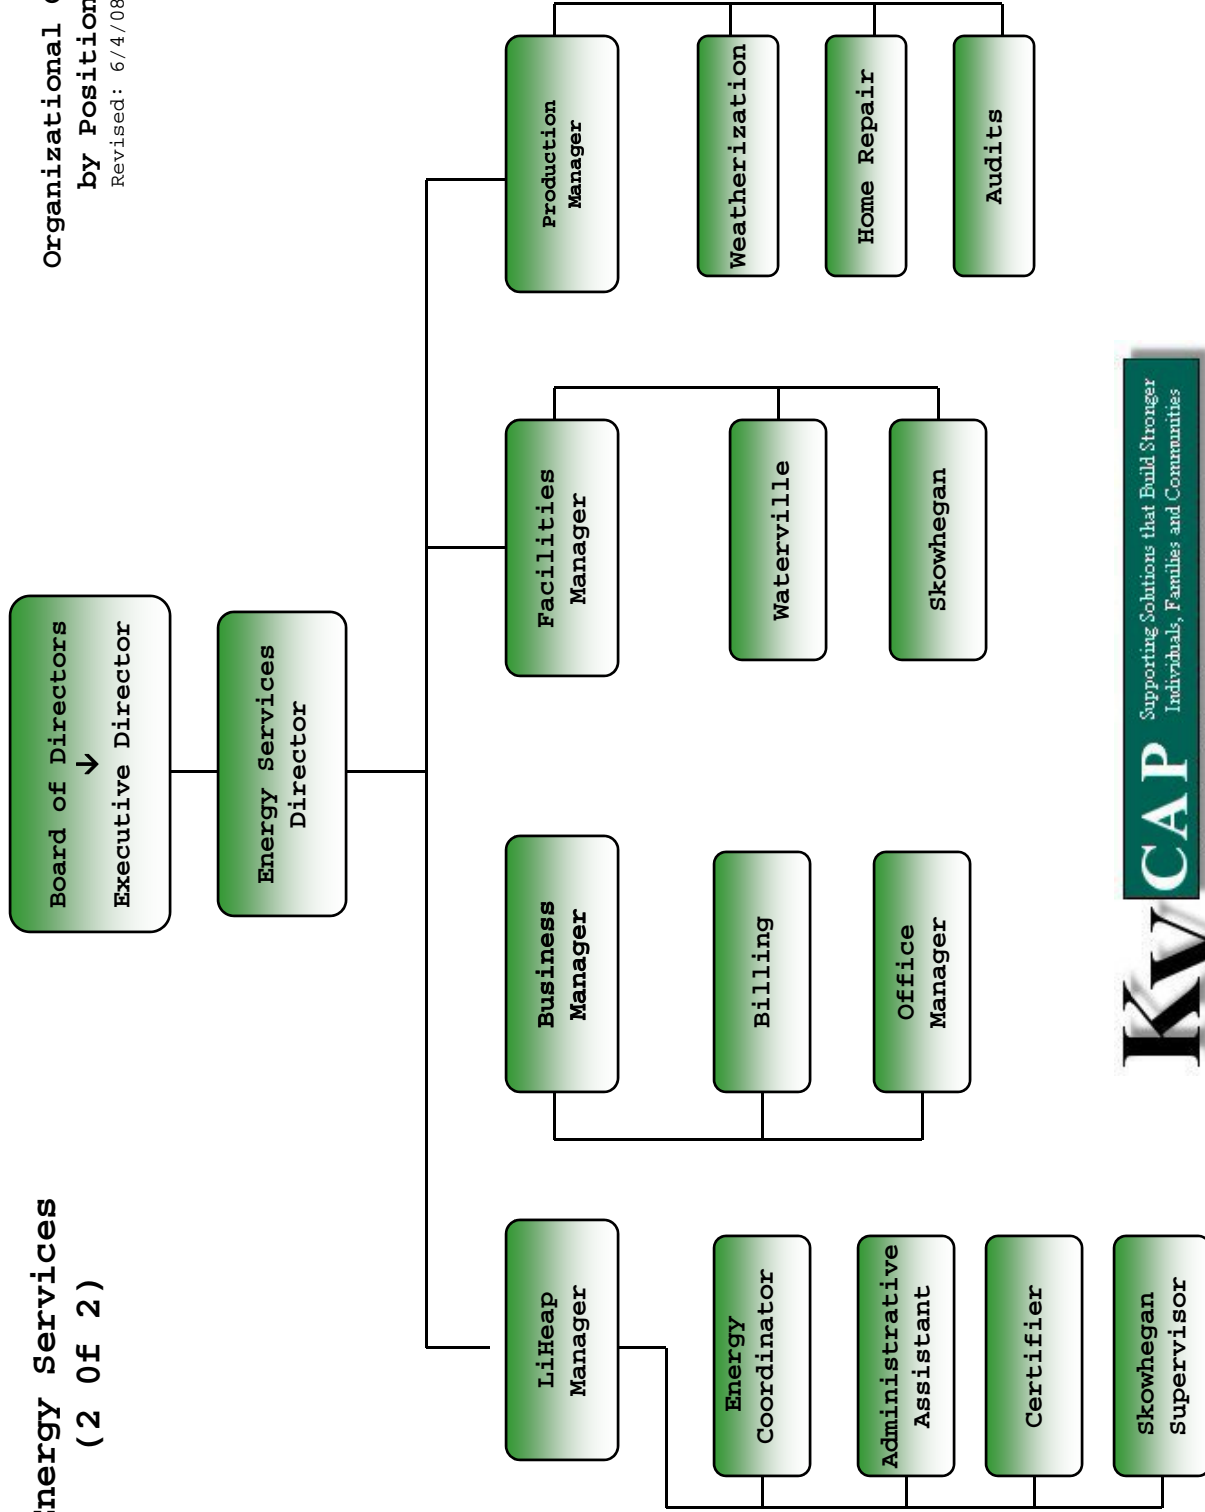 Energy Services
(2 Of 2)
Organizational
by Position
Revised: 6/4/08
Board of Directors
↓
Executive Director
Energy Services
Director
LiHeap
Manager
Business
Manager
Facilities
Manager
Production
Manager
Energy
Coordinator
Administrative
Assistant
Certifier
Skowhegan
Supervisor
Billing
Office
Manager
Waterville
Skowhegan
Weatherization
Home Repair
Audits
KV CAP
Supporting Solutions that Build Stronger
Individuals, Families and Communities